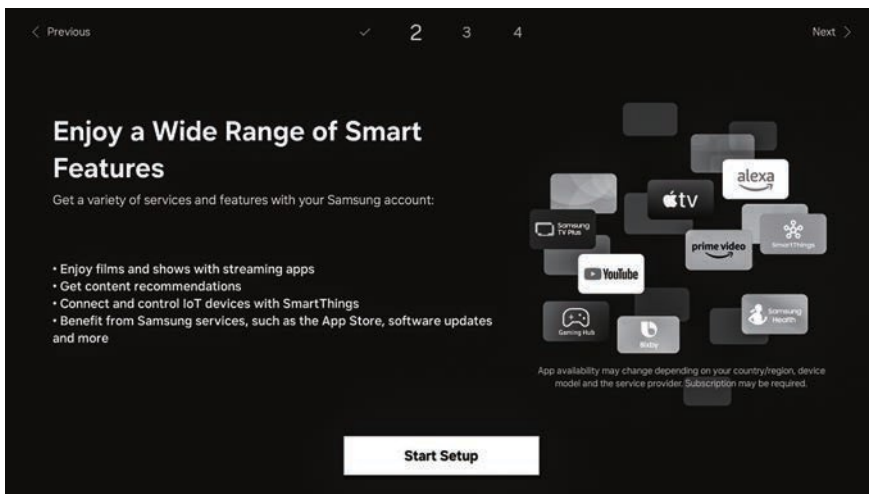 Previous
2
3
4
Next
Enjoy a Wide Range of Smart
Features
Get a variety of services and features with your Samsung account:
• Enjoy films and shows with streaming apps
• Get content recommendations
• Connect and control IoT devices with SmartThings
• Benefit from Samsung services, such as the App Store, software updates
and more
alexa
tv
Samsung
TV Plus
SmartThings
prime video
YouTube
Gaming Hub
Bixby
Samsung
Health
App availability may change depending on your country/region, device
model and the service provider. Subscription may be required.
Start Setup